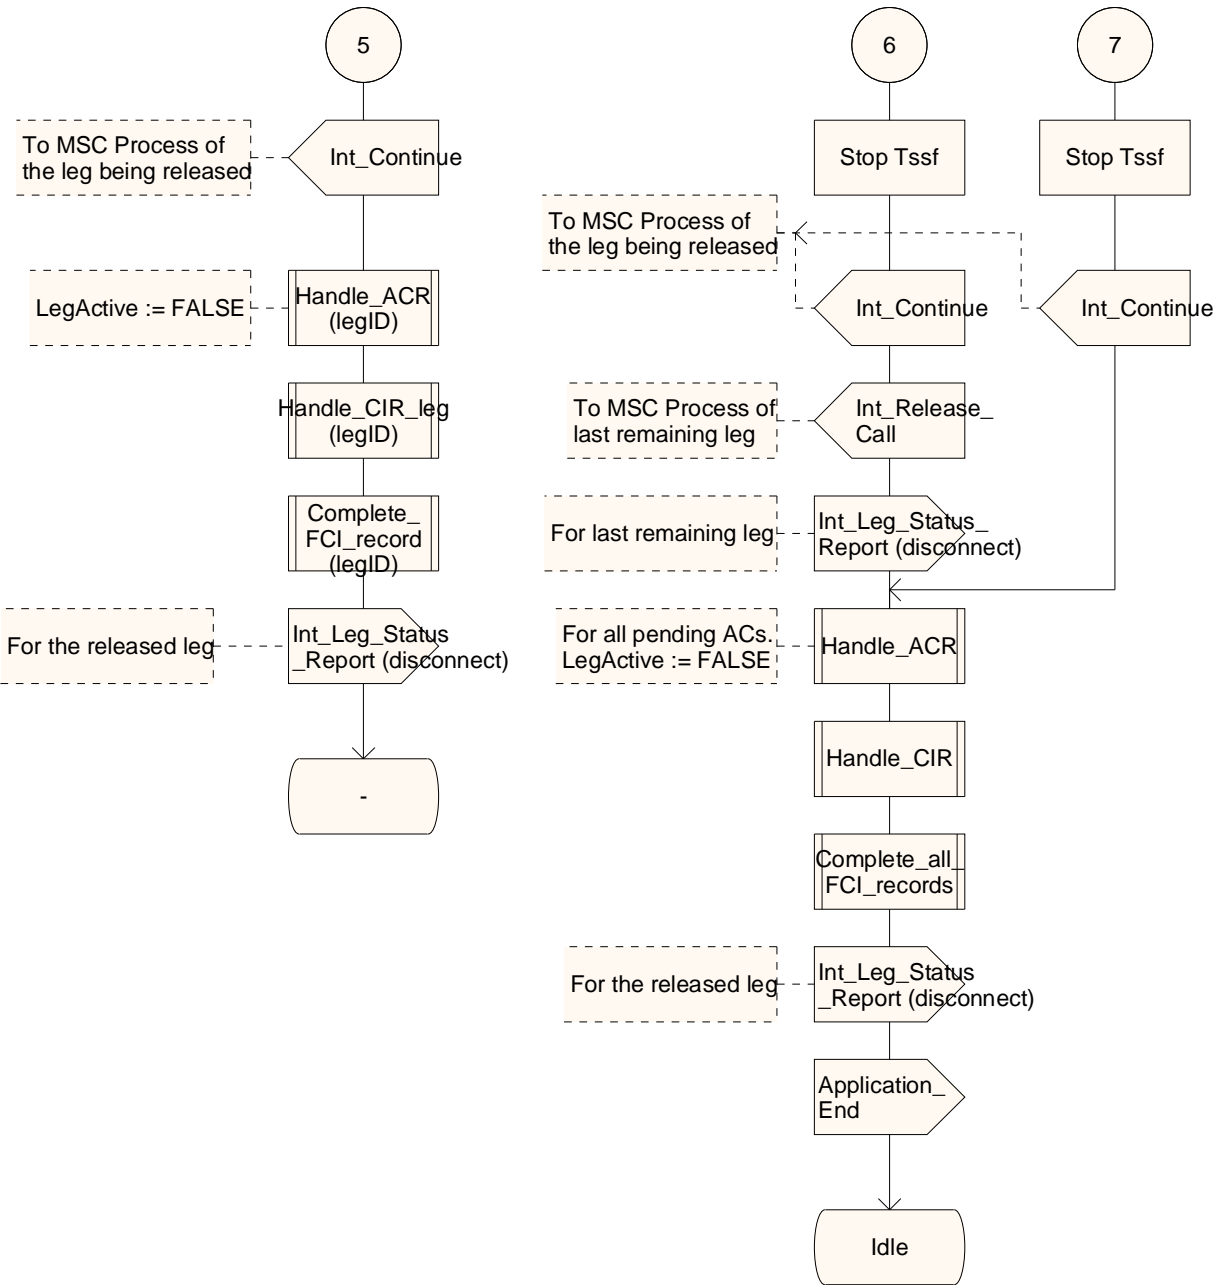 5
To MSC Process of
the leg being released
Int_Continue
LegActive := FALSE
Handle_ACR
(legID)
Handle_CIR_leg
(legID)
Complete_
FCI_record
(legID)
For the released leg
Int_Leg_Status
_Report (disconnect)
-
6
Stop Tssf
To MSC Process of
the leg being released
Int_Continue
To MSC Process of
last remaining leg
Int_Release_
Call
For last remaining leg
Int_Leg_Status_
Report (disconnect)
For all pending ACs.
LegActive := FALSE
Handle_ACR
Handle_CIR
Complete_all_
FCI_records
For the released leg
Int_Leg_Status
_Report (disconnect)
Application_
End
Idle
7
Stop Tssf
Int_Continue